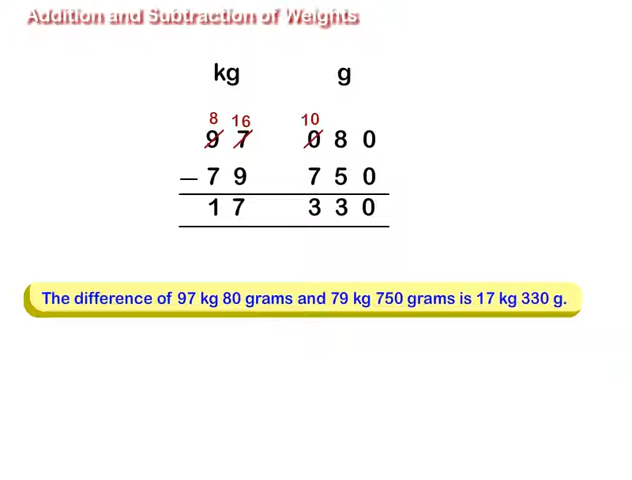 Addition and Subtraction of Weights
kg g
8 16 10
9 7 0 8 0
– 7 9 7 5 0
1 7 3 3 0
The difference of 97 kg 80 grams and 79 kg 750 grams is 17 kg 330 g.